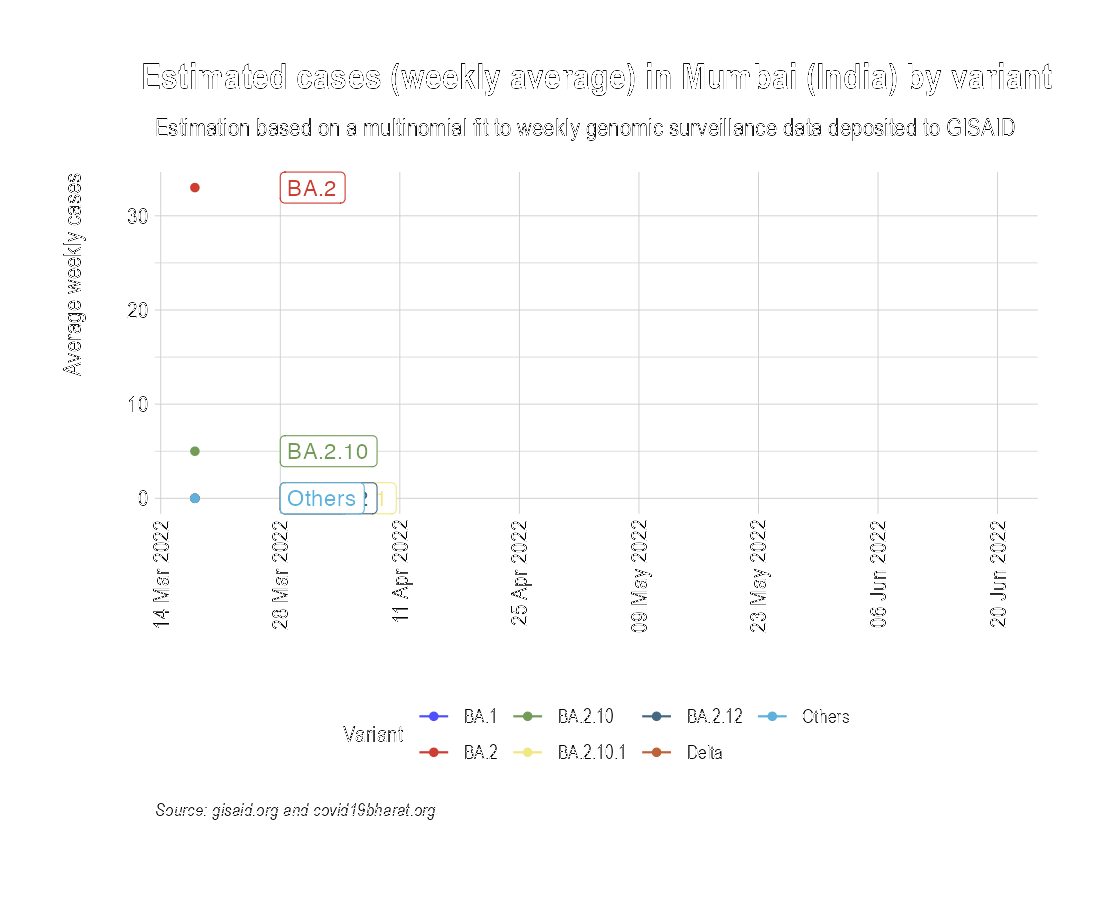 Estimated cases (weekly average) in Mumbai (India) by variant
Estimation based on a multinomial fit to weekly genomic surveillance data deposited to GISAID
Average weekly cases
30
20
10
0
BA.2
BA.2.10
Others
2
1
14 Mar 2022
28 Mar 2022
11 Apr 2022
25 Apr 2022
09 May 2022
23 May 2022
06 Jun 2022
20 Jun 2022
Variant
BA.1
BA.2.10
BA.2.12
Others
BA.2
BA.2.10.1
Delta
Source: gisaid.org and covid19bharat.org